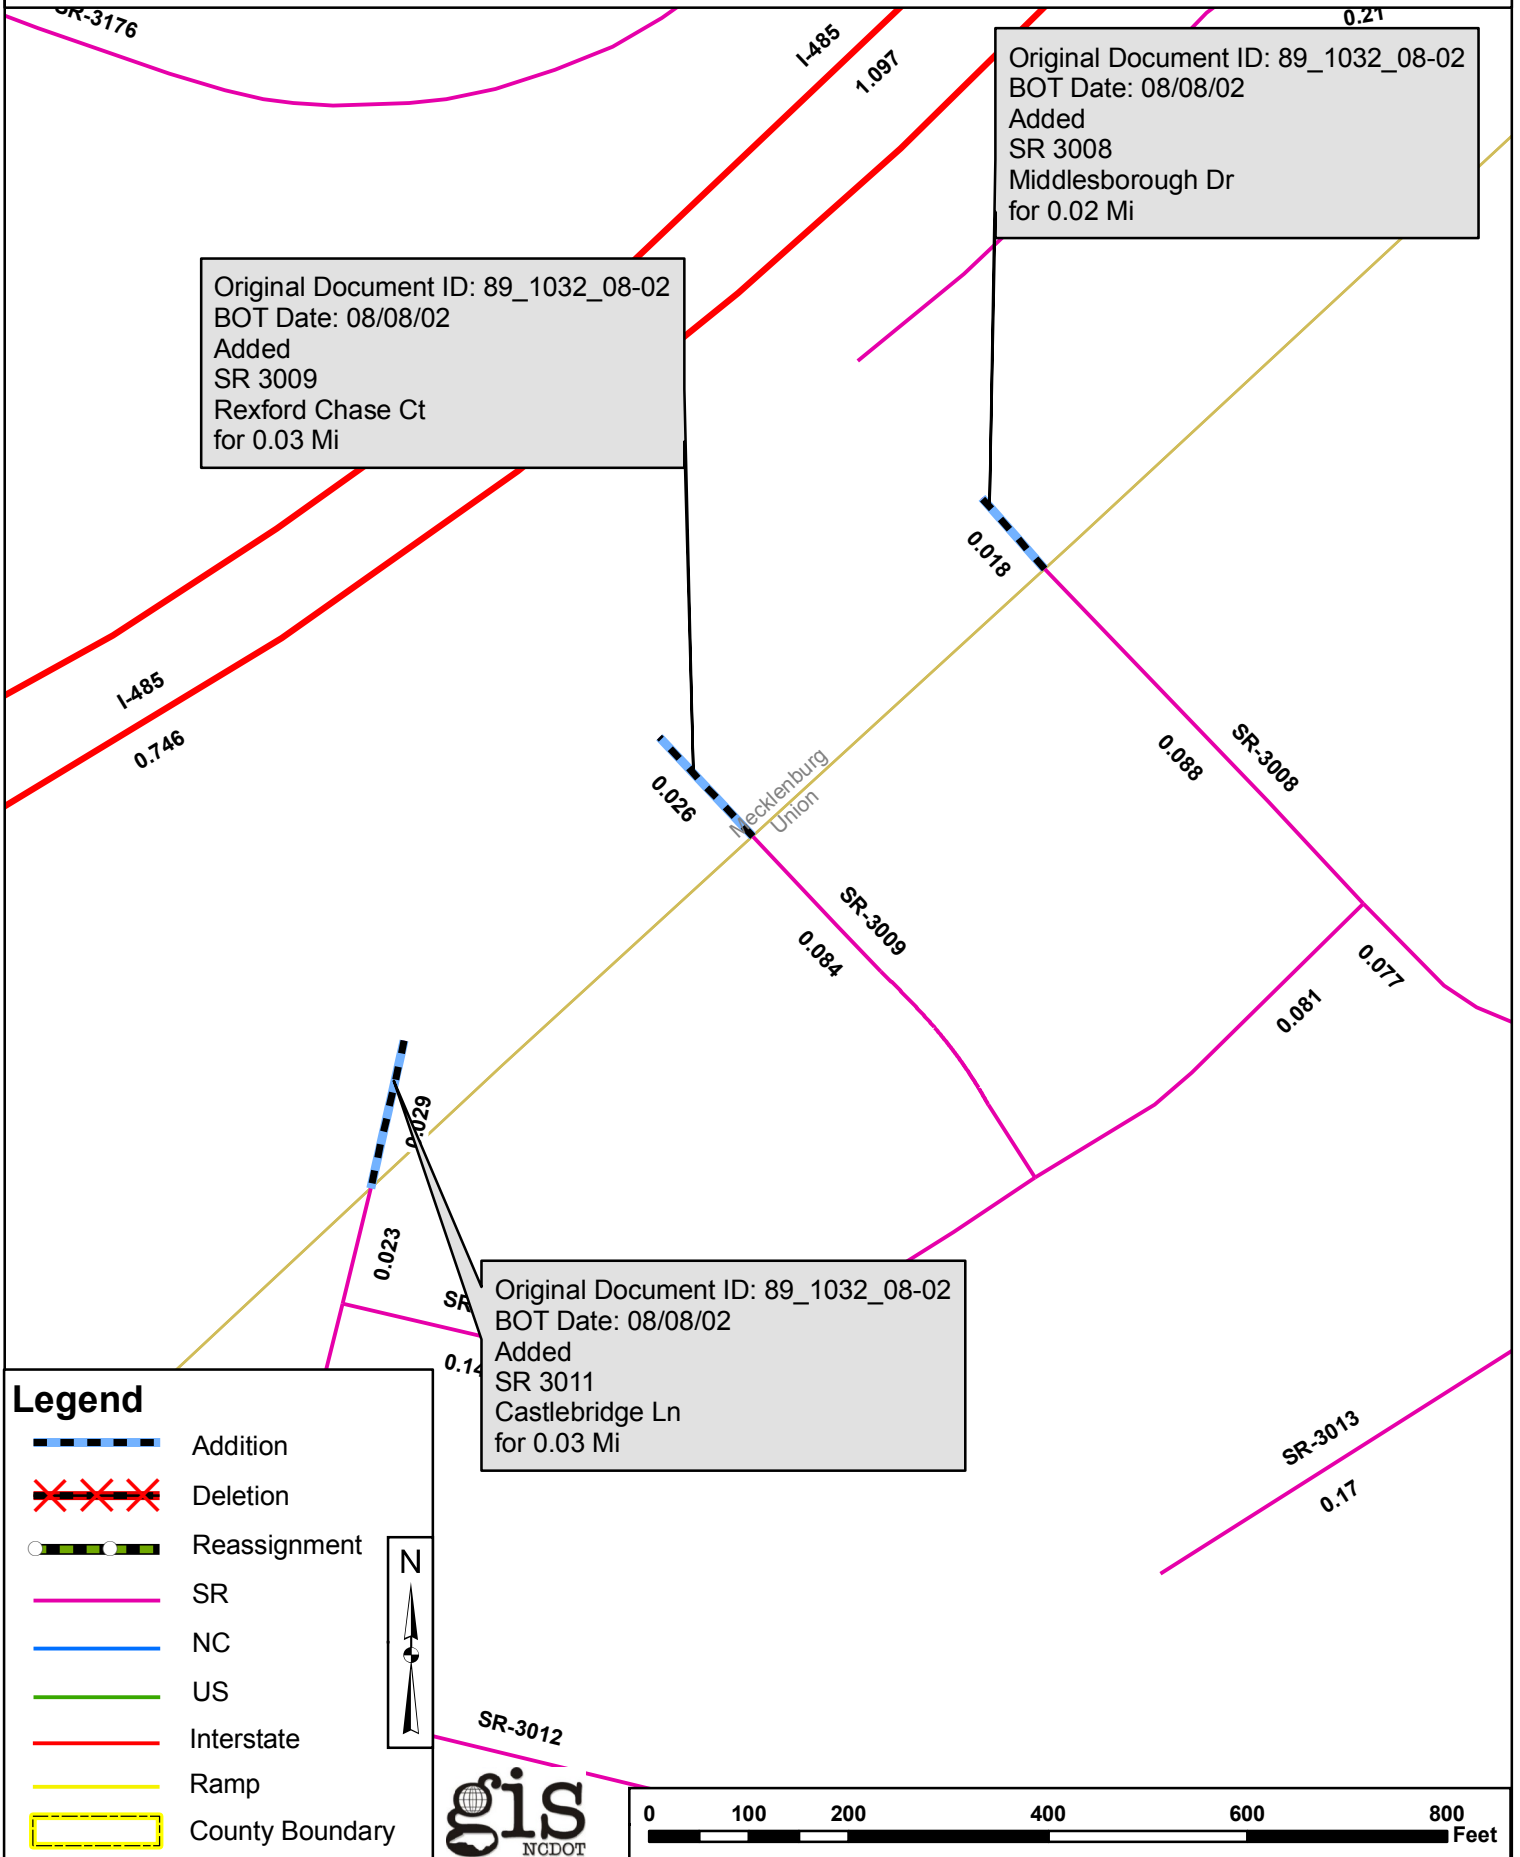 SR-3176
I-485
1.097
0.21
Original Document ID: 89_1032_08-02
BOT Date: 08/08/02
Added
SR 3008
Middlesborough Dr
for 0.02 Mi
Original Document ID: 89_1032_08-02
BOT Date: 08/08/02
Added
SR 3009
Rexford Chase Ct
for 0.03 Mi
0.018
I-485
0.746
0.026
Mecklenburg
Union
SR-3008
0.088
SR-3009
0.084
0.077
0.081
0.029
0.023
SR
0.14
Original Document ID: 89_1032_08-02
BOT Date: 08/08/02
Added
SR 3011
Castlebridge Ln
for 0.03 Mi
SR-3013
0.17
Legend
Addition
Deletion
Reassignment
SR
NC
US
Interstate
Ramp
County Boundary
N
SR-3012
gis
NCDOT
0 100 200 400 600 800
Feet